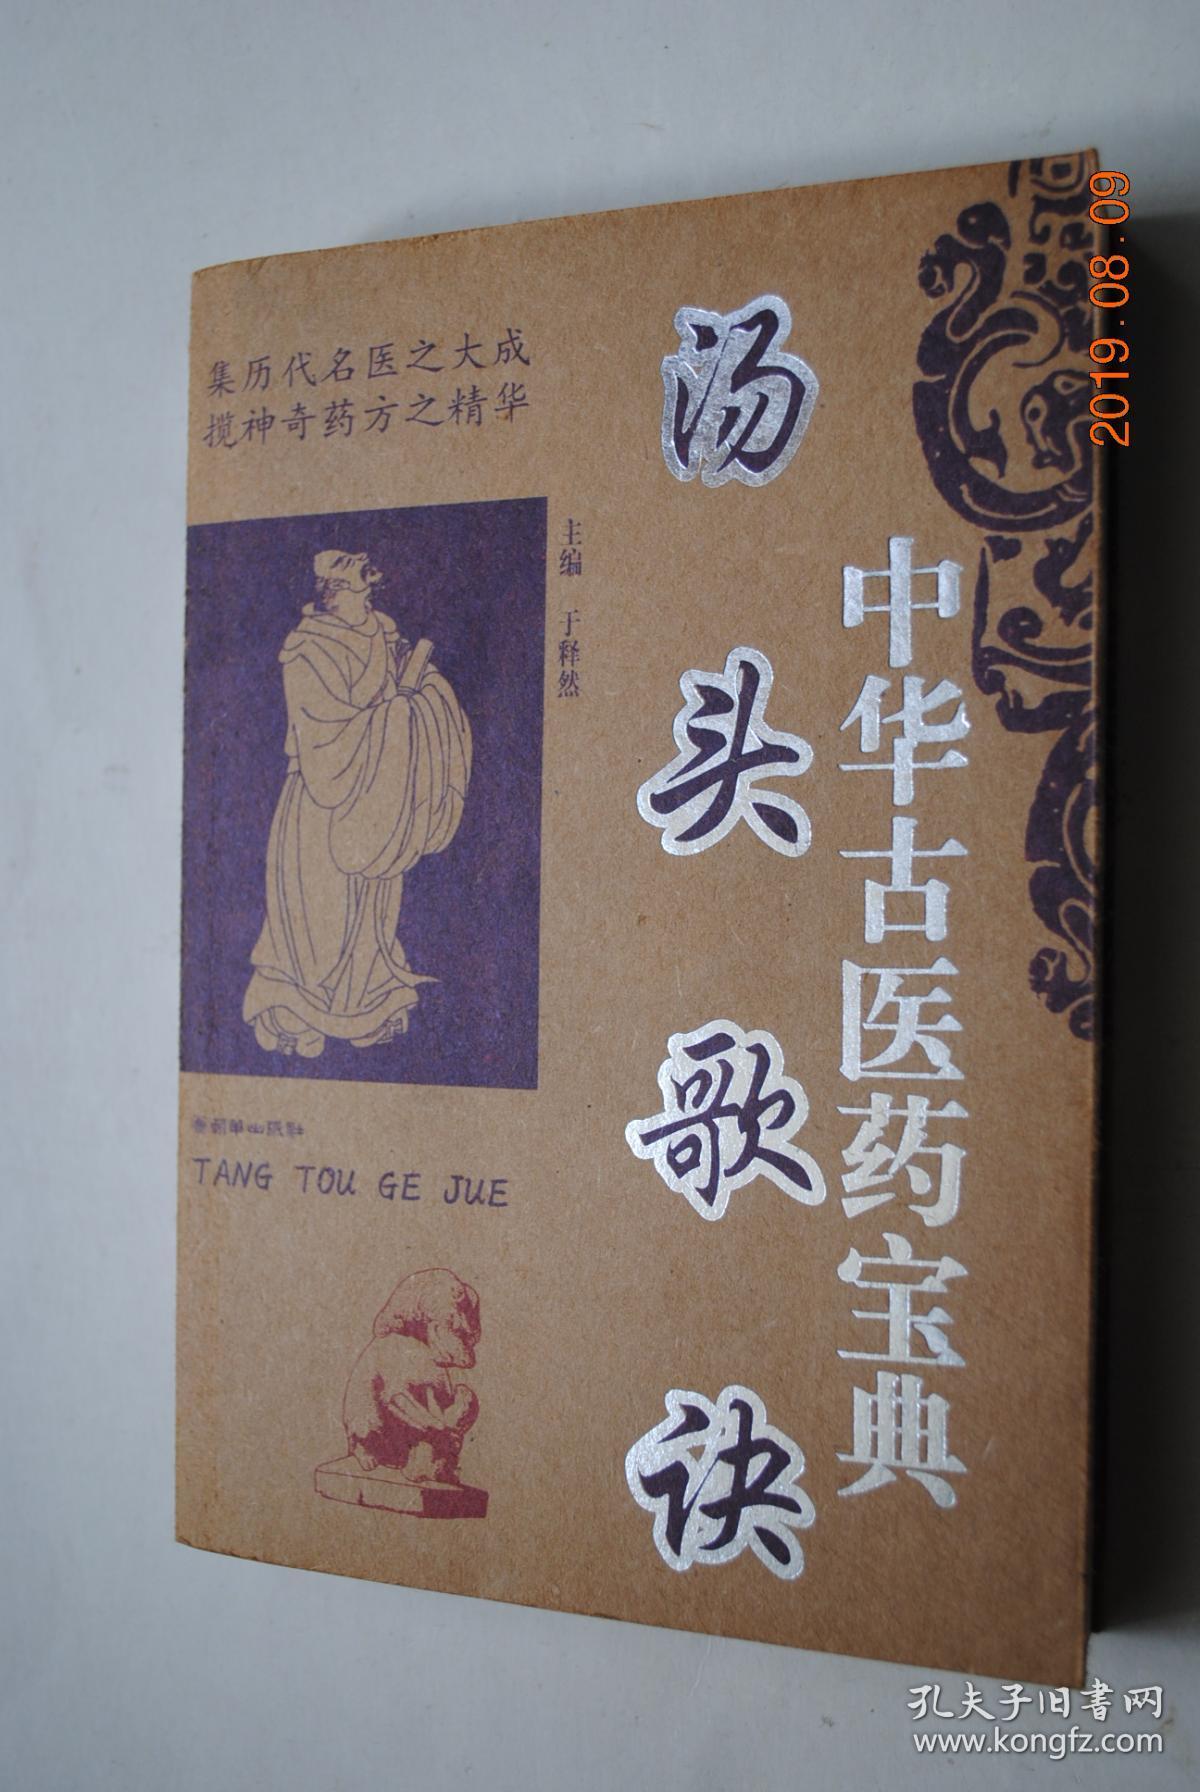 中华古医药宝典
汤头歌诀
集历代名医之大成
揽神奇药方之精华
主编 于释然
TANG TOU GE JUE
2019.08.09
孔夫子旧书网
www.kongfz.com